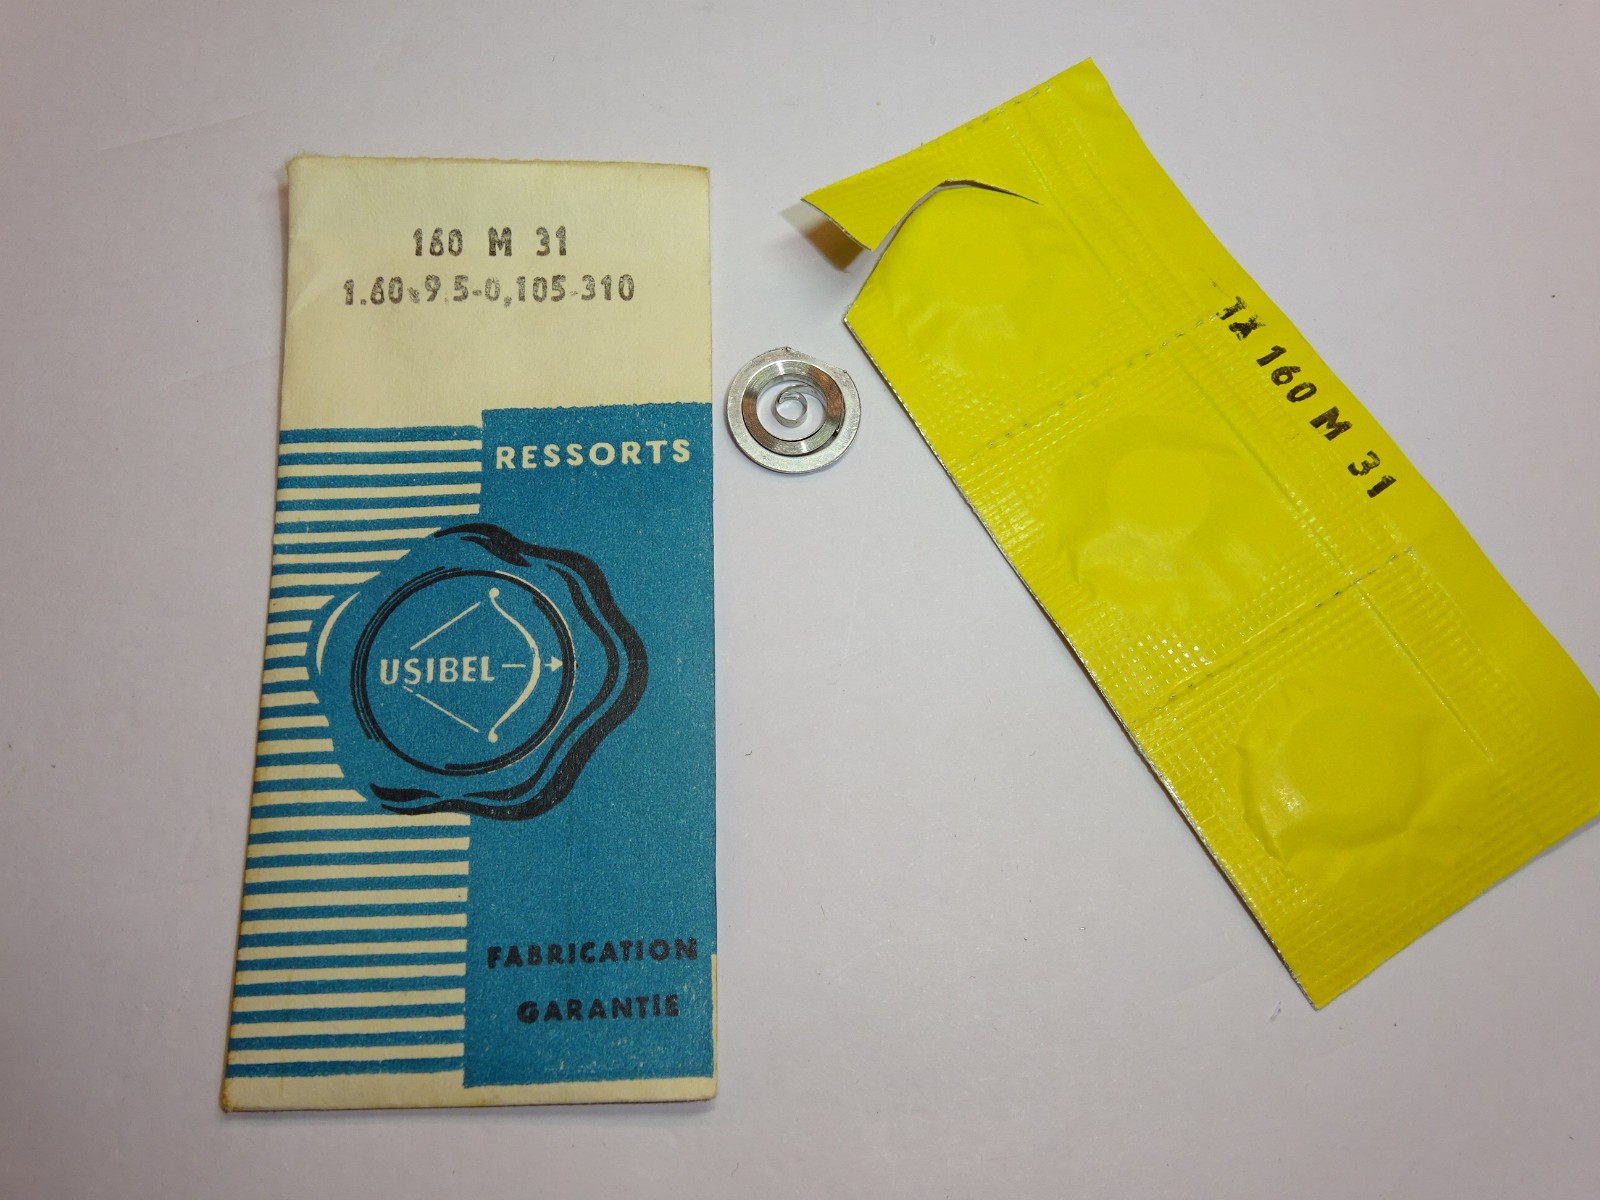 160 M 31
1.60x9.5-0,105-310
RESSORTS
USIBEL
FABRICATION
GARANTIE
1X 160 M 31